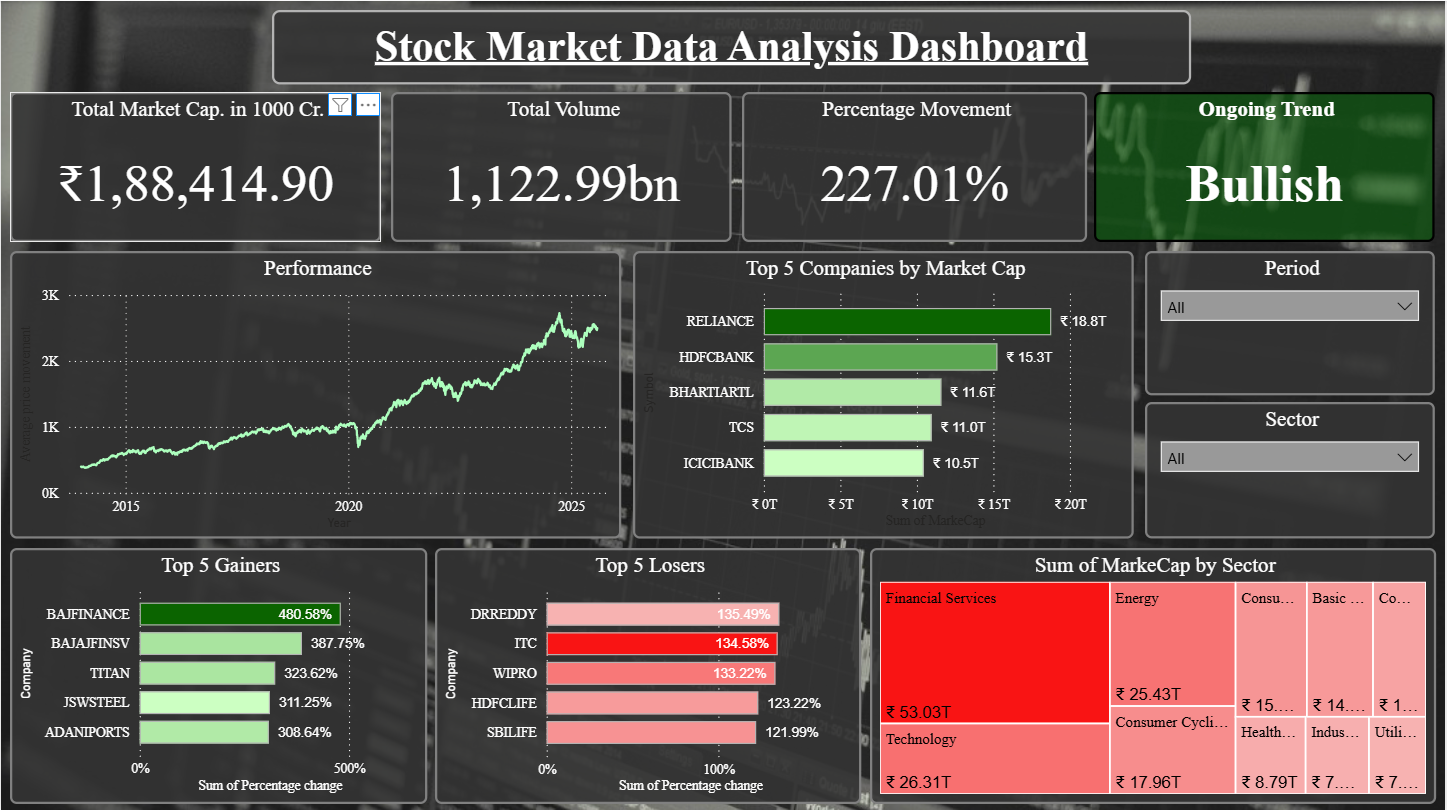 Stock Market Data Analysis Dashboard
Total Market Cap. in 1000 Cr.
₹1,88,414.90
Total Volume
1,122.99bn
Percentage Movement
227.01%
Ongoing Trend
Bullish
Performance
Average price movement
3K
2K
1K
0K
2015
2020
2025
Year
Top 5 Companies by Market Cap
Symbol
RELIANCE
₹ 18.8T
HDFCBANK
₹ 15.3T
BHARTIARTL
₹ 11.6T
TCS
₹ 11.0T
ICICIBANK
₹ 10.5T
₹ 0T
₹ 5T
₹ 10T
₹ 15T
₹ 20T
Sum of MarkeCap
Period
All
Sector
All
Top 5 Gainers
Company
BAJFINANCE
480.58%
BAJAJFINSV
387.75%
TITAN
323.62%
JSWSTEEL
311.25%
ADANIPORTS
308.64%
0%
500%
Sum of Percentage change
Top 5 Losers
Company
DRREDDY
135.49%
ITC
134.58%
WIPRO
133.22%
HDFCLIFE
123.22%
SBILIFE
121.99%
0%
100%
Sum of Percentage change
Sum of MarkeCap by Sector
Financial Services
₹ 53.03T
Technology
₹ 26.31T
Energy
₹ 25.43T
Consumer Cycli...
₹ 17.96T
Consu...
₹ 15....
Basic ...
₹ 14....
Co...
₹ 1...
Health...
₹ 8.79T
Indus...
₹ 7....
Utili...
₹ 7...